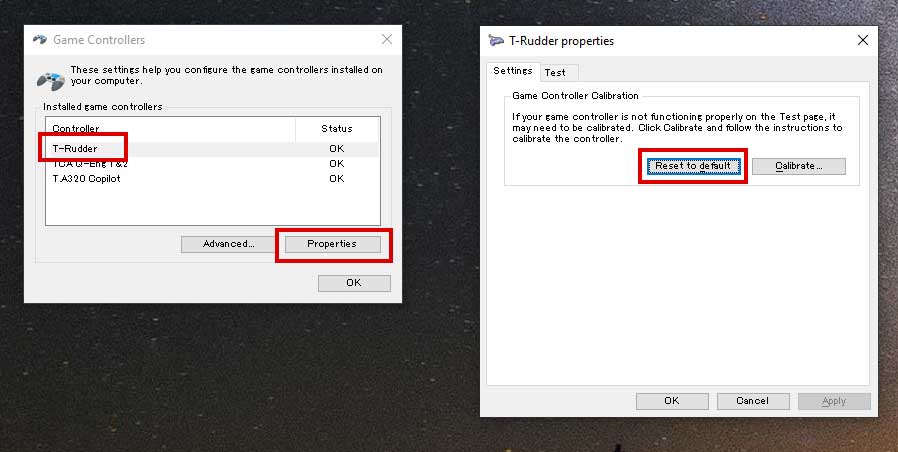 Game Controllers
These settings help you configure the game controllers installed on
your computer.
Installed game controllers
Controller Status
T-Rudder OK
TCA Q-Eng 1&2 OK
T.A320 Copilot OK
Advanced... Properties
OK
T-Rudder properties
Settings Test
Game Controller Calibration
If your game controller is not functioning properly on the Test page, it
may need to be calibrated. Click Calibrate and follow the instructions to
calibrate the controller.
Reset to default Calibrate...
OK Cancel Apply